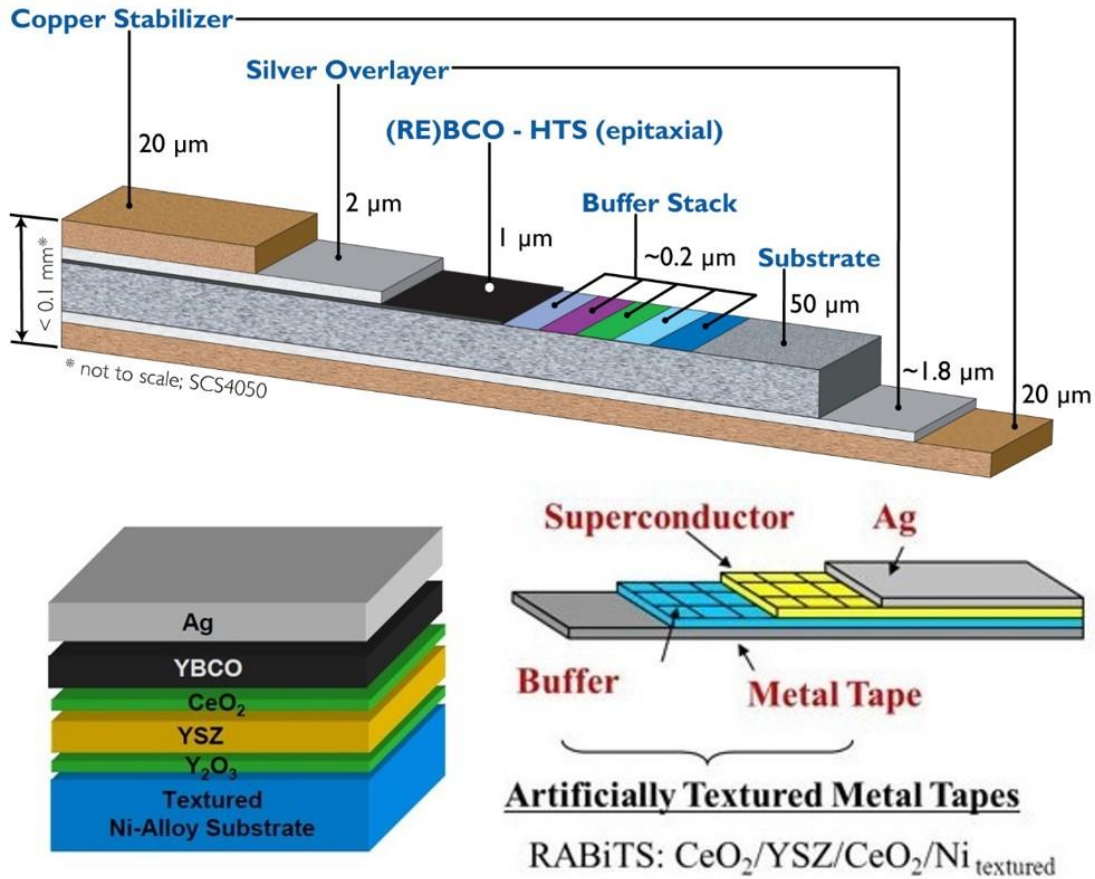 Copper Stabilizer
Silver Overlayer
(RE)BCO - HTS (epitaxial)
20 µm
2 µm
1 µm
Buffer Stack
~0.2 µm
Substrate
50 µm
< 0.1 mm*
* not to scale; SCS4050
~1.8 µm
20 µm
Ag
YBCO
CeO₂
YSZ
Y₂O₃
Textured
Ni-Alloy Substrate
Superconductor
Ag
Buffer
Metal Tape
Artificially Textured Metal Tapes
RABiTS: CeO₂/YSZ/CeO₂/Ni textured